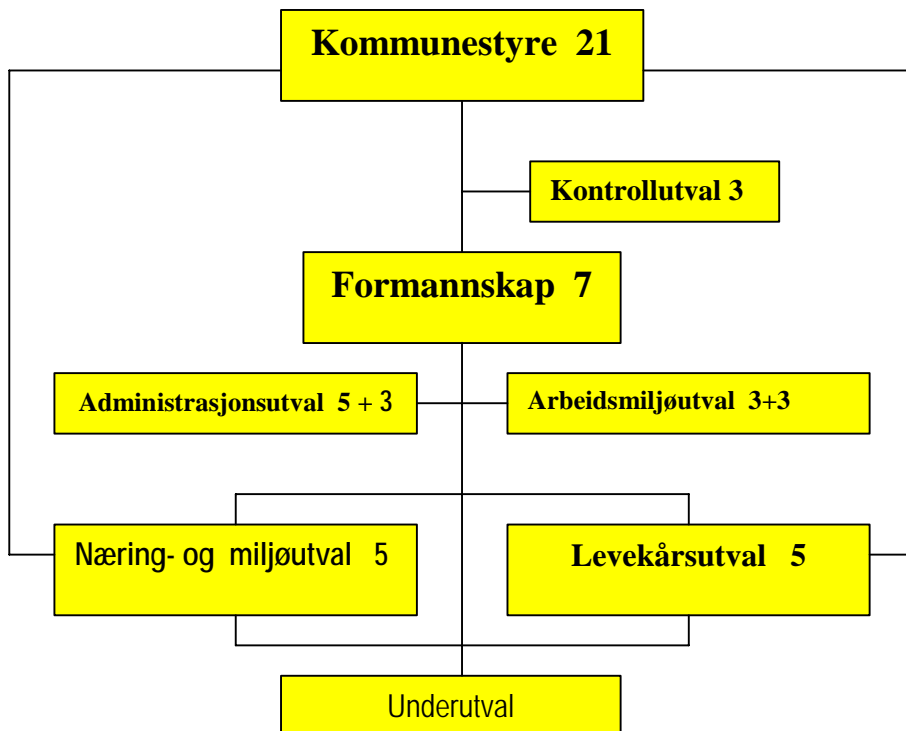 Kommunestyre 21
Kontrollutval 3
Formannskap 7
Administrasjonsutval 5 + 3
Arbeidsmiljøutval 3+3
Næring- og miljøutval 5
Levekårsutval 5
Underutval